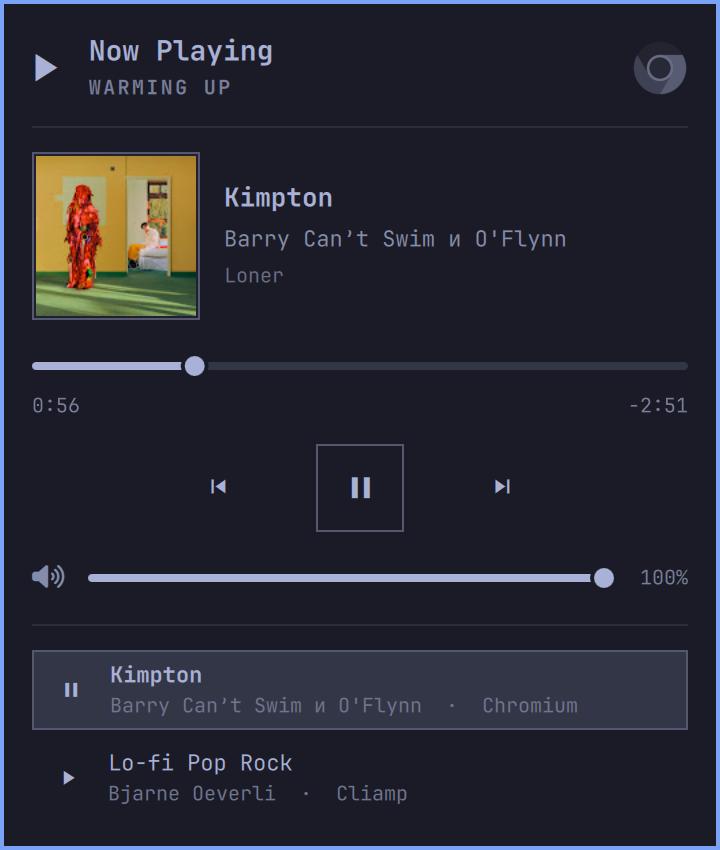 Now Playing
WARMING UP
Kimpton
Barry Can’t Swim и O'Flynn
Loner
0:56
-2:51
100%
Kimpton
Barry Can’t Swim и O'Flynn · Chromium
Lo-fi Pop Rock
Bjarne Oeverli · Cliamp